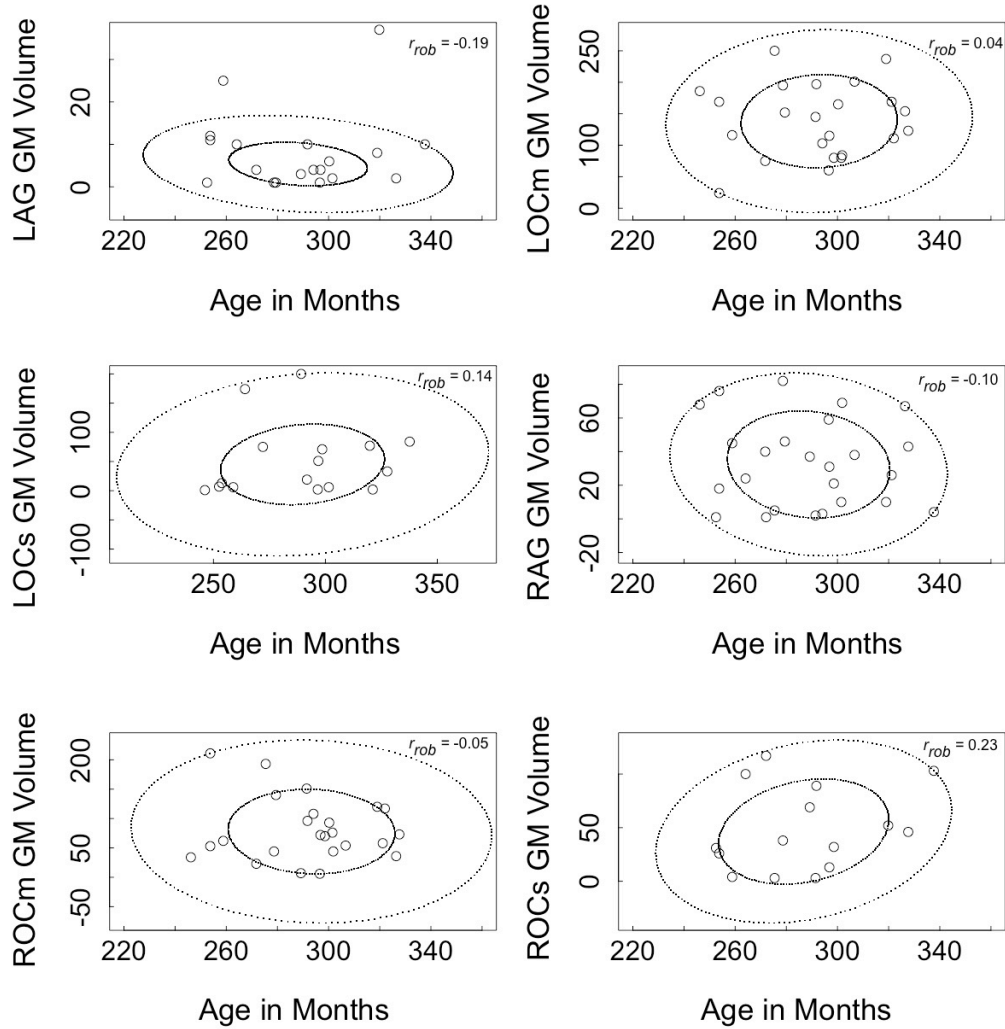 LAG GM Volume
0 20
r_rob = -0.19
220 260 300 340
Age in Months
LOCm GM Volume
0 100 250
r_rob = 0.04
220 260 300 340
Age in Months
LOCs GM Volume
-100 0 100
r_rob = 0.14
250 300 350
Age in Months
RAG GM Volume
-20 20 60
r_rob = -0.10
220 260 300 340
Age in Months
ROCm GM Volume
-50 50 200
r_rob = -0.05
220 260 300 340
Age in Months
ROCs GM Volume
0 50
r_rob = 0.23
220 260 300 340
Age in Months